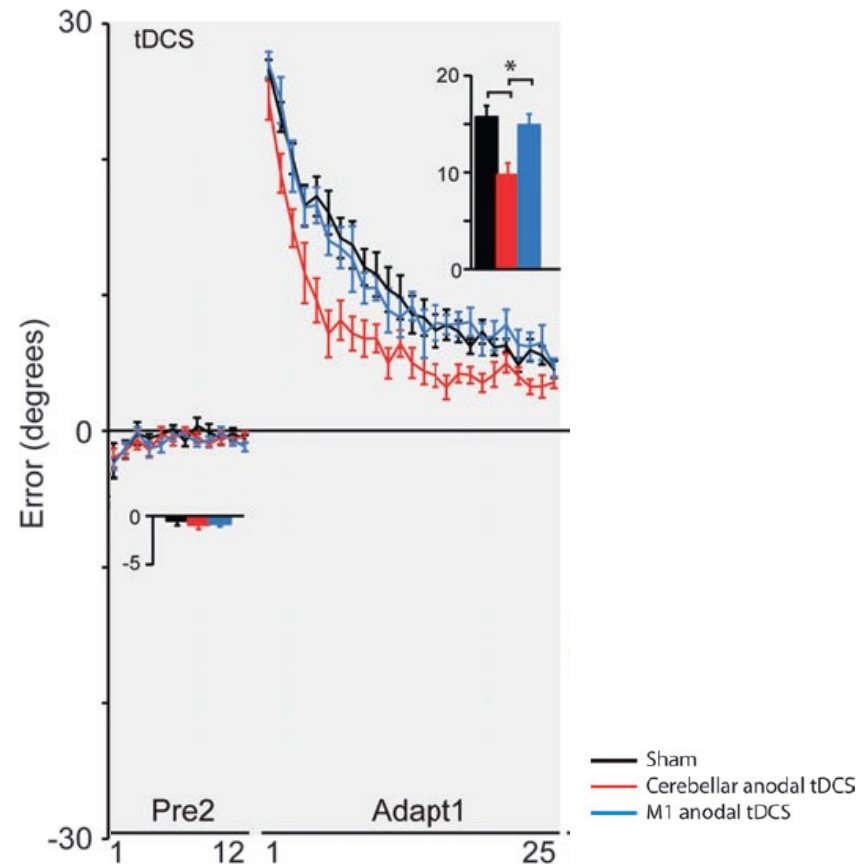 30
tDCS
20
*
10
0
Error (degrees)
0
0
-5
Sham
Cerebellar anodal tDCS
M1 anodal tDCS
Pre2
Adapt1
-30
1
12
1
25